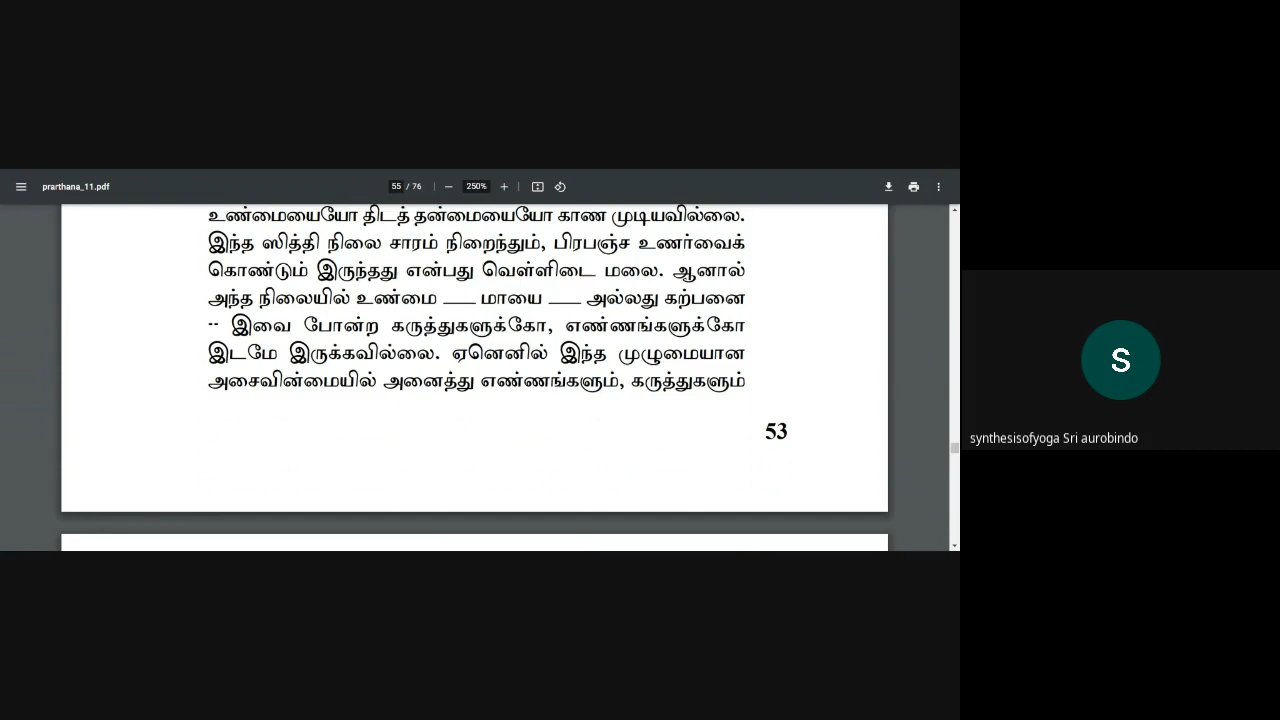 prarthana_11.pdf
55 / 76
250%
உண்மையையோ திடத் தன்மையையோ காண முடியவில்லை.
இந்த ஸித்தி நிலை சாரம் நிறைந்தும், பிரபஞ்ச உணர்வைக்
கொண்டும் இருந்தது என்பது வெள்ளிடை மலை. ஆனால்
அந்த நிலையில் உண்மை ___ மாயை ___ அல்லது கற்பனை
-- இவை போன்ற கருத்துகளுக்கோ, எண்ணங்களுக்கோ
இடமே இருக்கவில்லை. ஏனெனில் இந்த முழுமையான
அசைவின்மையில் அனைத்து எண்ணங்களும், கருத்துகளும்
53
S
synthesisofyoga Sri aurobindo